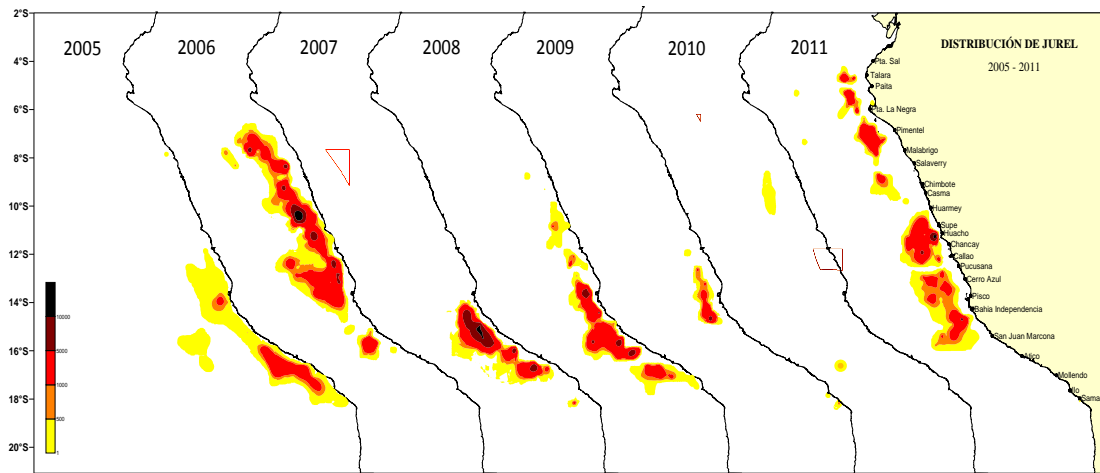 2°S
4°S
6°S
8°S
10°S
12°S
14°S
16°S
18°S
20°S
2005
2006
2007
2008
2009
2010
2011
DISTRIBUCIÓN DE JUREL
2005 - 2011
Pta. Sal
Talara
Paita
Pta. La Negra
Pimentel
Malabrigo
Salaverry
Chimbote
Casma
Huarmey
Supe
Huacho
Chancay
Callao
Pucusana
Cerro Azul
Pisco
Bahia Independencia
San Juan Marcona
Atico
Mollendo
Ilo
Sama
10000
5000
1000
500
1